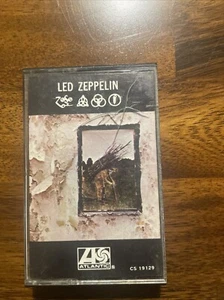 LED ZEPPELIN
ATLANTIC
CS 19129